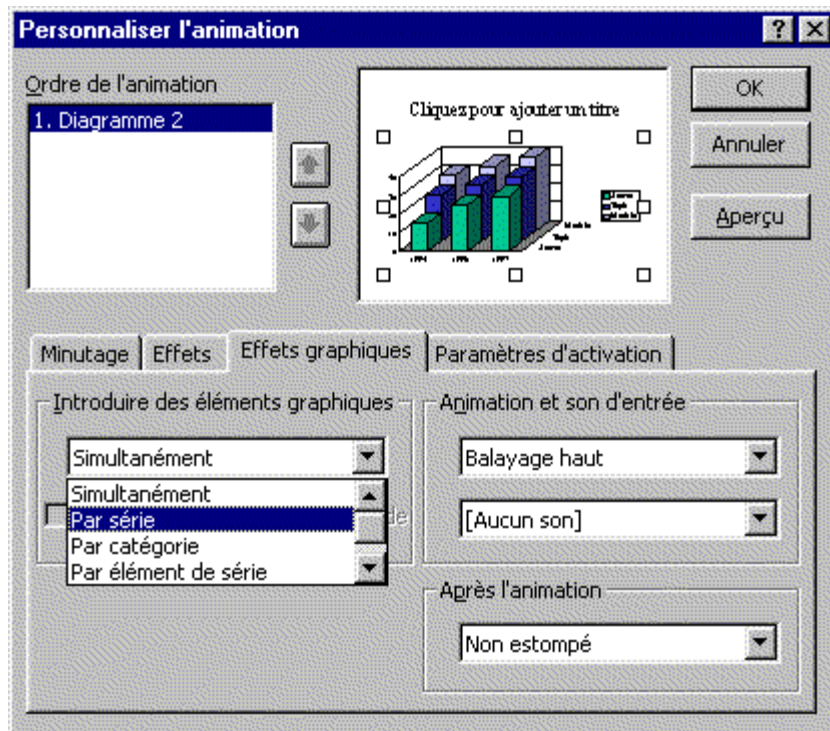 Personnaliser l'animation
Ordre de l'animation
1. Diagramme 2
Cliquez pour ajouter un titre
OK
Annuler
Aperçu
Minutage
Effets
Effets graphiques
Paramètres d'activation
Introduire des éléments graphiques
Simultanément
Simultanément
Par série
Par catégorie
Par élément de série
Animation et son d'entrée
Balayage haut
[Aucun son]
Après l'animation
Non estompé